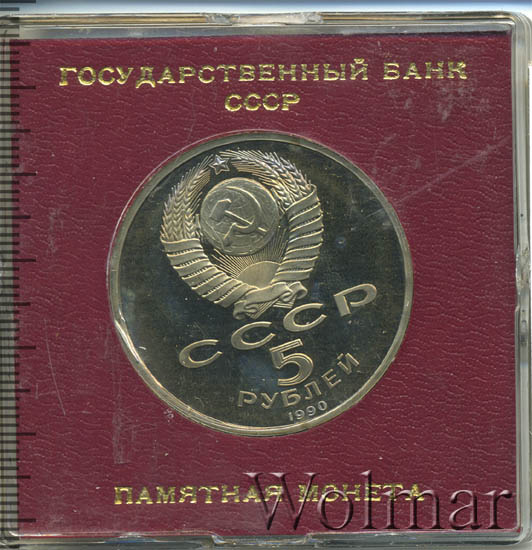 ГОСУДАРСТВЕННЫЙ БАНК
СССР
СССР
5
РУБЛЕЙ
1990
ПАМЯТНАЯ МОНЕТА
Wolmar